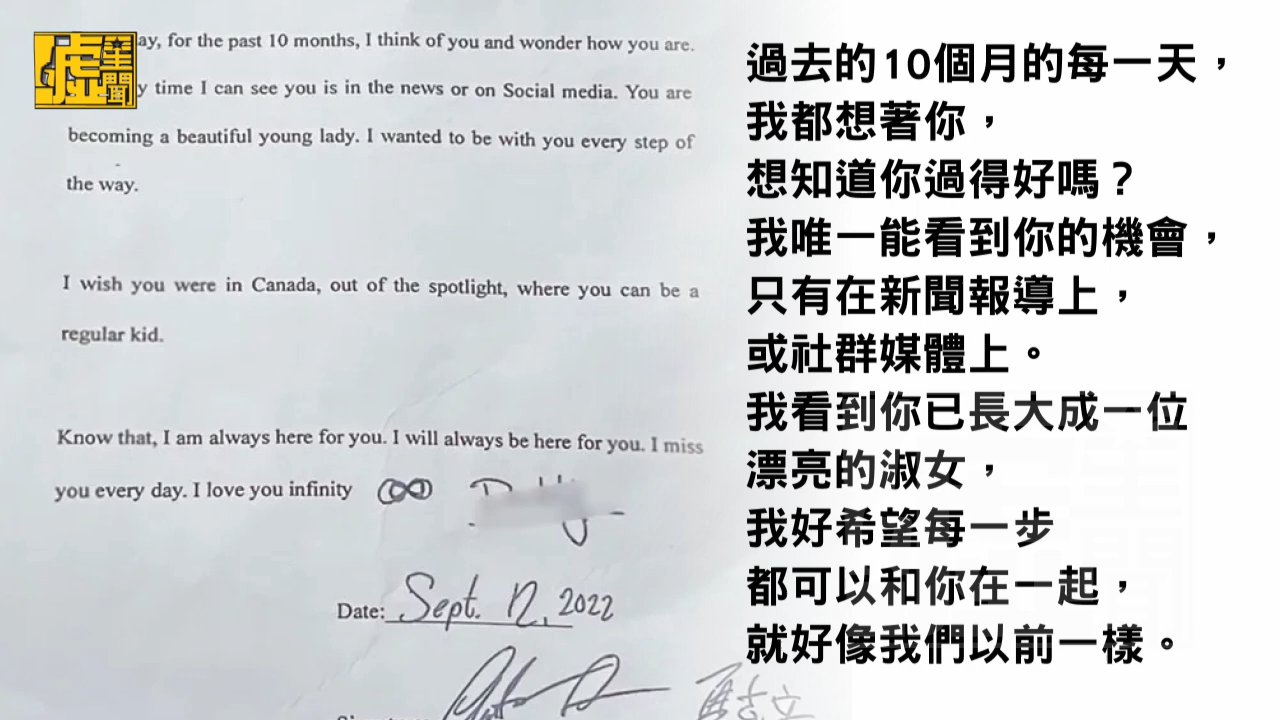 噓
星
聞
ay, for the past 10 months, I think of you and wonder how you are.
y time I can see you is in the news or on Social media. You are
becoming a beautiful young lady. I wanted to be with you every step of
the way.
I wish you were in Canada, out of the spotlight, where you can be a
regular kid.
Know that, I am always here for you. I will always be here for you. I miss
you every day. I love you infinity
Date: Sept. 12, 2022
過去的10個月的每一天，
我都想著你，
想知道你過得好嗎？
我唯一能看到你的機會，
只有在新聞報導上，
或社群媒體上。
我看到你已長大成一位
漂亮的淑女，
我好希望每一步
都可以和你在一起，
就好像我們以前一樣。